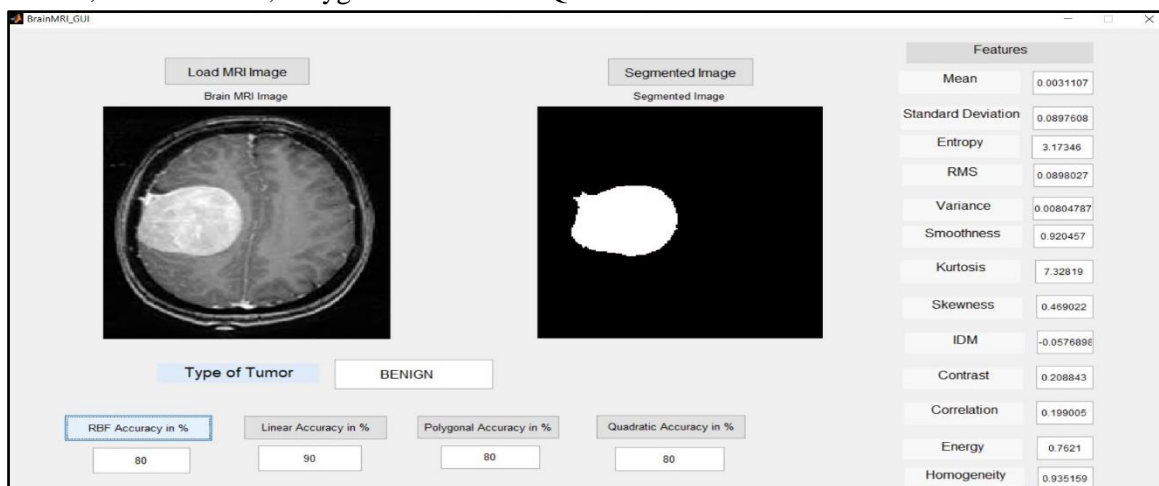 BrainMRI_GUI
Load MRI Image
Brain MRI Image
Segmented Image
Segmented Image
Type of Tumor
BENIGN
RBF Accuracy in %
Linear Accuracy in %
Polygonal Accuracy in %
Quadratic Accuracy in %
80
90
80
80
Features
Mean
0.0031107
Standard Deviation
0.0897608
Entropy
3.17346
RMS
0.0898027
Variance
0.00804787
Smoothness
0.920457
Kurtosis
7.32819
Skewness
0.469022
IDM
-0.0576898
Contrast
0.208843
Correlation
0.199005
Energy
0.7621
Homogeneity
0.935159